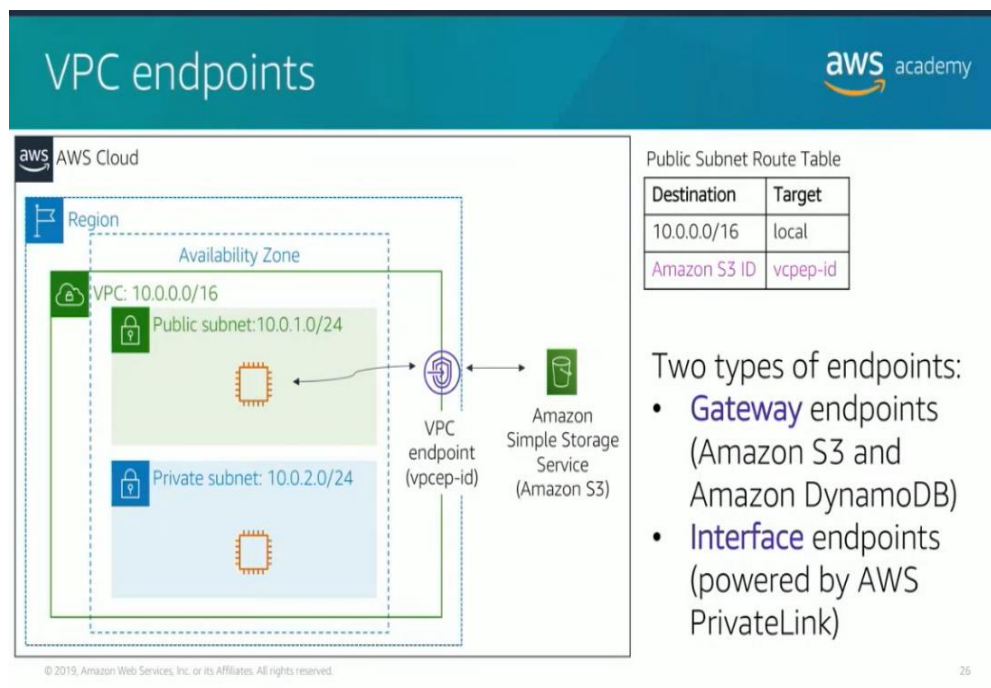 VPC endpoints
aws academy
aws AWS Cloud
Region
Availability Zone
VPC: 10.0.0.0/16
Public subnet:10.0.1.0/24
VPC
endpoint
(vpcep-id)
Amazon
Simple Storage
Service
(Amazon S3)
Private subnet: 10.0.2.0/24
Public Subnet Route Table
Destination Target
10.0.0.0/16 local
Amazon S3 ID vcpep-id
Two types of endpoints:
• Gateway endpoints
(Amazon S3 and
Amazon DynamoDB)
• Interface endpoints
(powered by AWS
PrivateLink)
© 2019, Amazon Web Services, Inc. or its Affiliates. All rights reserved.
26